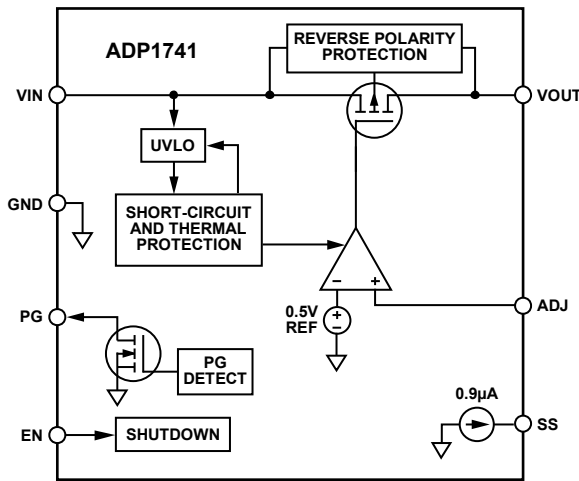 ADP1741
REVERSE POLARITY
PROTECTION
VIN
VOUT
UVLO
GND
SHORT-CIRCUIT
AND THERMAL
PROTECTION
–
+
0.5V
REF
+
–
ADJ
PG
PG
DETECT
0.9µA
SS
EN
SHUTDOWN